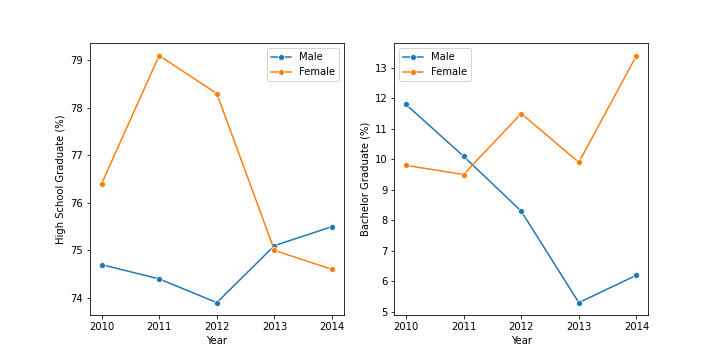 High School Graduate (%)
79
78
77
76
75
74
Male
Female
2010 2011 2012 2013 2014
Year
Bachelor Graduate (%)
13
12
11
10
9
8
7
6
5
Male
Female
2010 2011 2012 2013 2014
Year